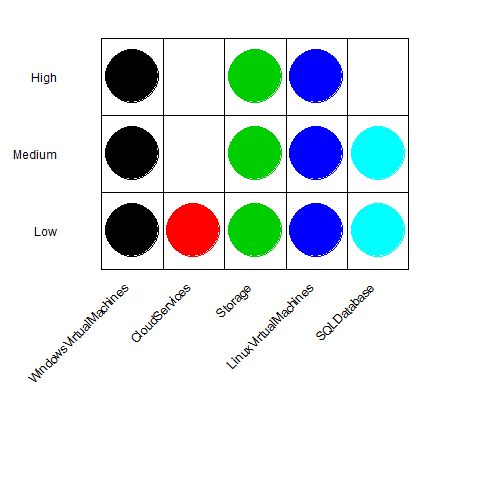 High
Medium
Low
WindowsVirtualMachines
CloudServices
Storage
LinuxVirtualMachines
SQLDatabase